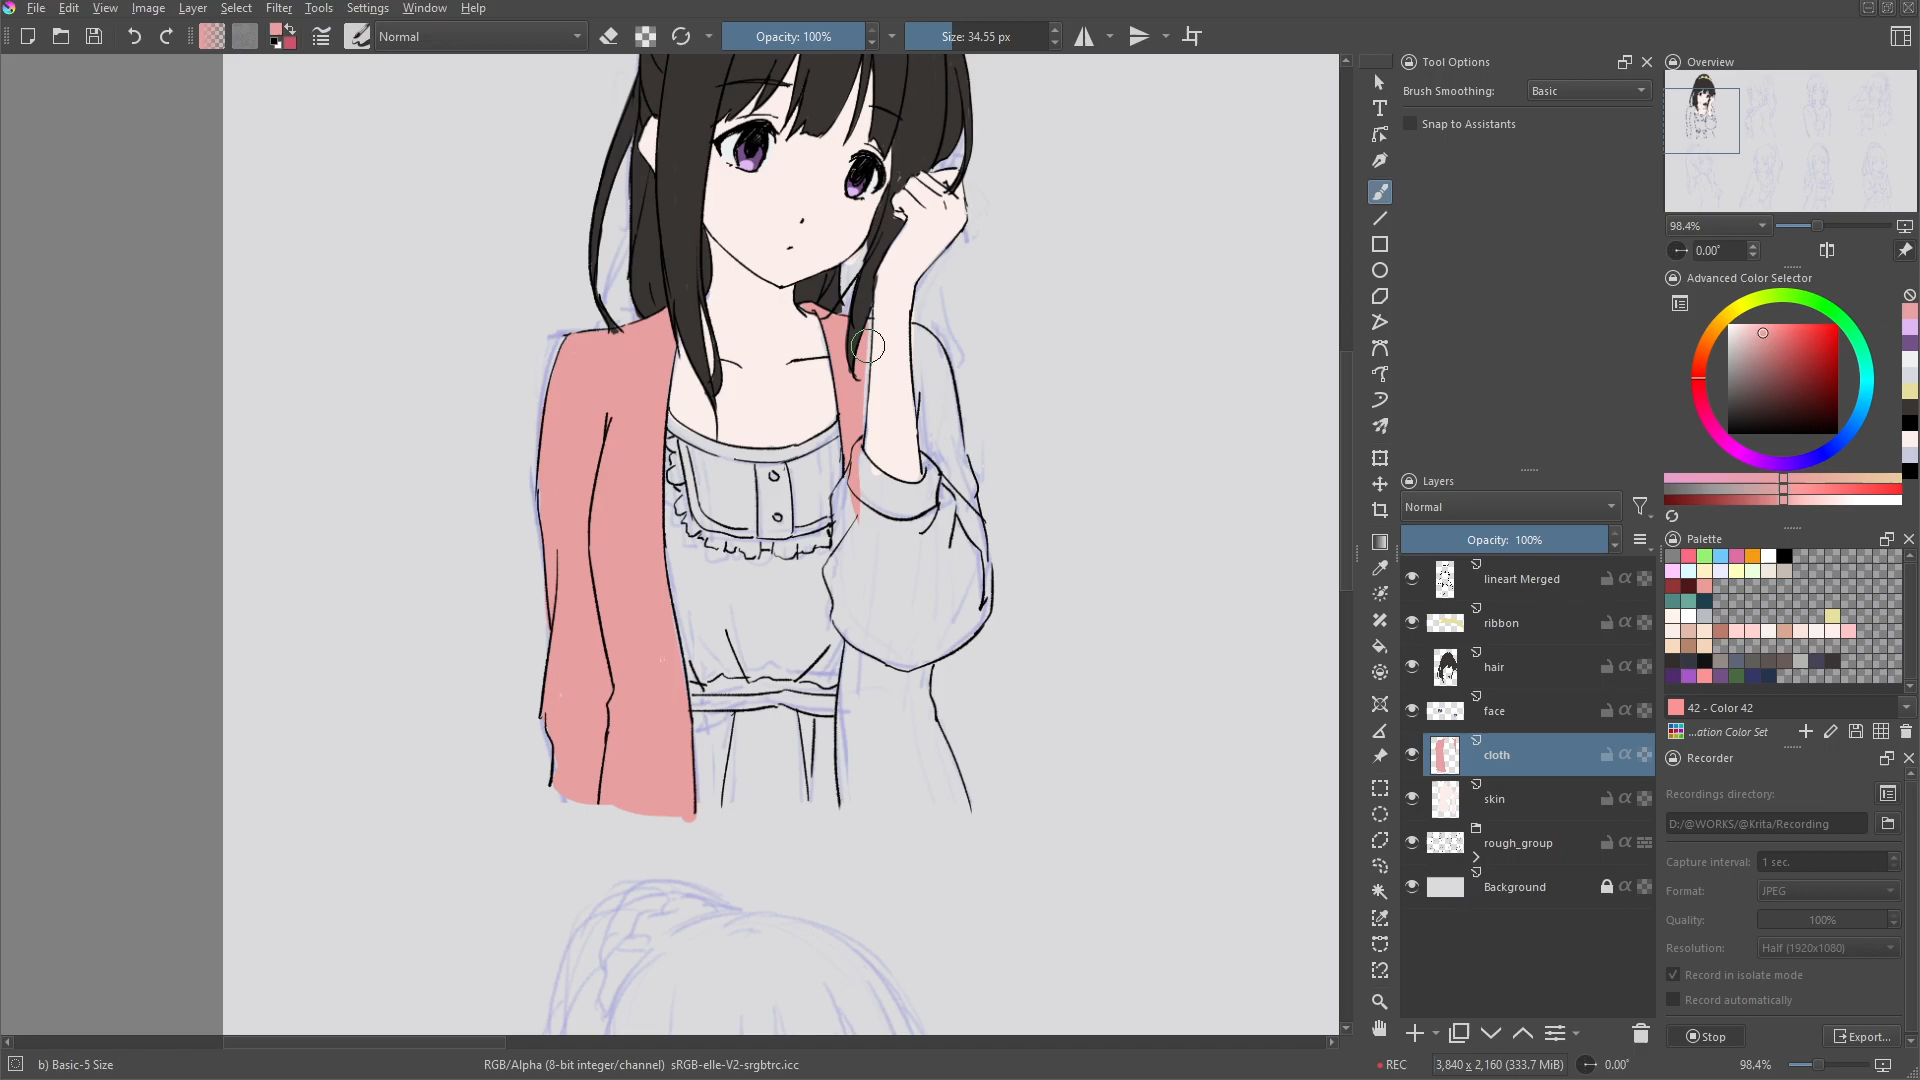 File Edit View Image Layer Select Filter Tools Settings Window Help
Normal
Opacity: 100%
Size: 34.55 px
Tool Options
Brush Smoothing: Basic
Snap to Assistants
Overview
98.4%
0.00°
Advanced Color Selector
Layers
Normal
Opacity: 100%
lineart Merged
ribbon
hair
face
cloth
skin
rough_group
Background
Palette
42 - Color 42
...ation Color Set
Recorder
Recordings directory:
D:/@WORKS/@Krita/Recording
Capture interval: 1 sec.
Format: JPEG
Quality: 100%
Resolution: Half (1920x1080)
Record in isolate mode
Record automatically
Stop
Export...
b) Basic-5 Size
RGB/Alpha (8-bit integer/channel) sRGB-elle-V2-srgbtrc.icc
REC
3,840 x 2,160 (333.7 MiB)
0.00°
98.4%